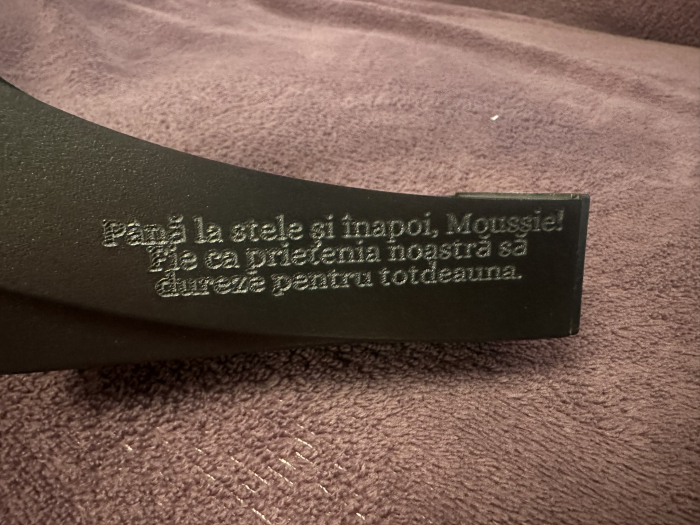 Până la stele și înapoi, Moussie!
Fie ca prietenia noastră să
dureze pentru totdeauna.